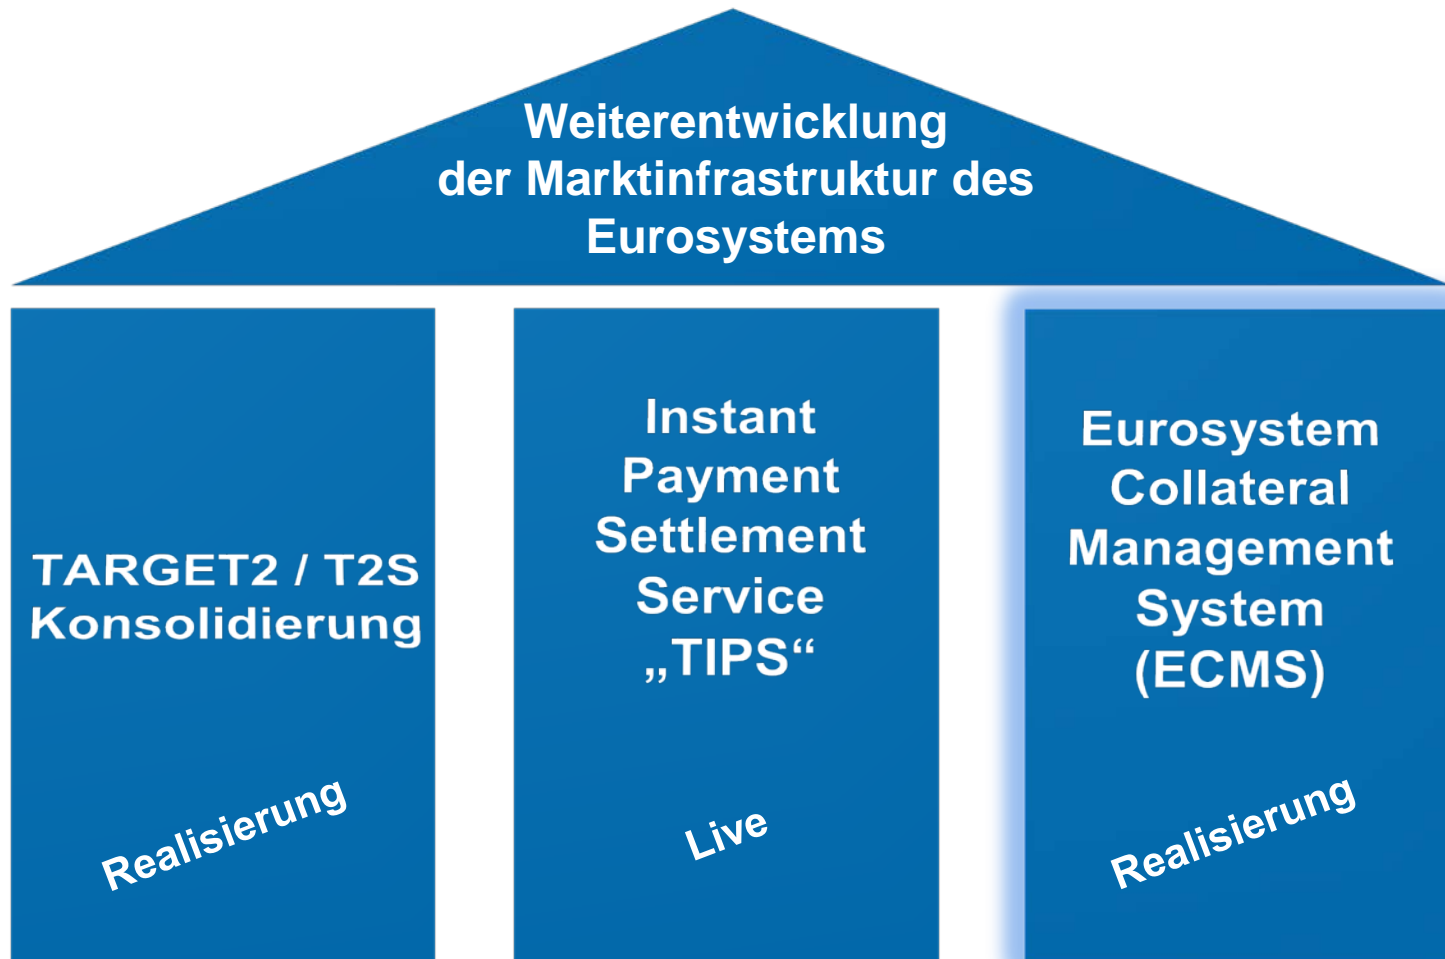 Weiterentwicklung
der Marktinfrastruktur des
Eurosystems
TARGET2 / T2S
Konsolidierung
Realisierung
Instant
Payment
Settlement
Service
„TIPS“
Live
Eurosystem
Collateral
Management
System
(ECMS)
Realisierung